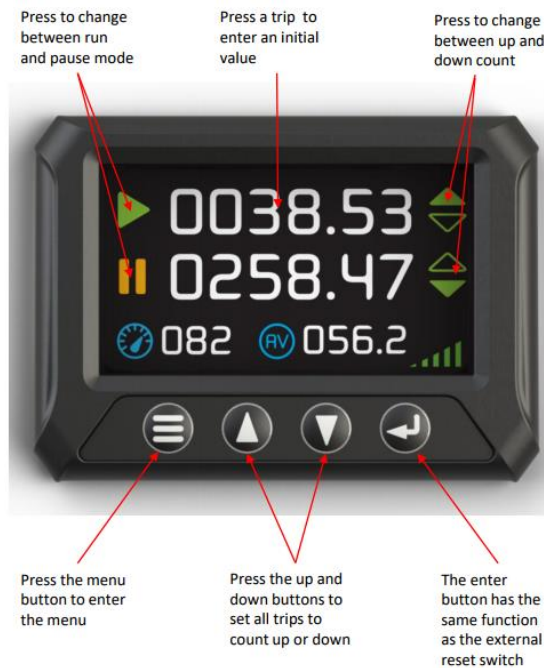 Press to change
between run
and pause mode
Press a trip to
enter an initial
value
Press to change
between up and
down count
0038.53
0258.47
082
AV
056.2
Press the menu
button to enter
the menu
Press the up and
down buttons to
set all trips to
count up or down
The enter
button has the
same function
as the external
reset switch